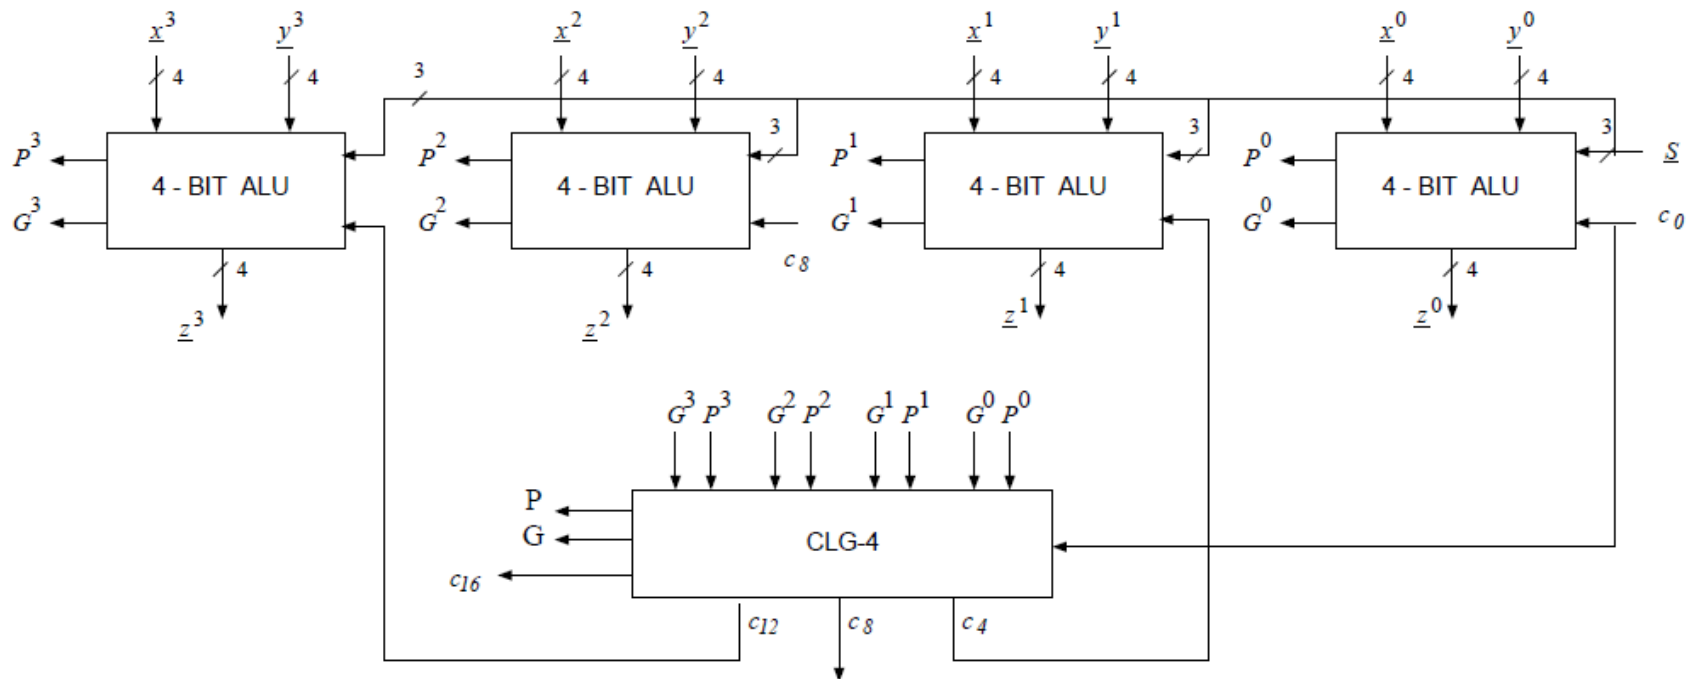 x³ y³ x² y² x¹ y¹ x⁰ y⁰
4 4 3 4 4 4 4 4 4
3 3 3
P³ P² P¹ P⁰ S
4 - BIT ALU 4 - BIT ALU 4 - BIT ALU 4 - BIT ALU
G³ G² G¹ G⁰ c₀
c₈
4 4 4 4
z³ z² z¹ z⁰
G³ P³ G² P² G¹ P¹ G⁰ P⁰
P
G
CLG-4
c₁₆
c₁₂ c₈ c₄